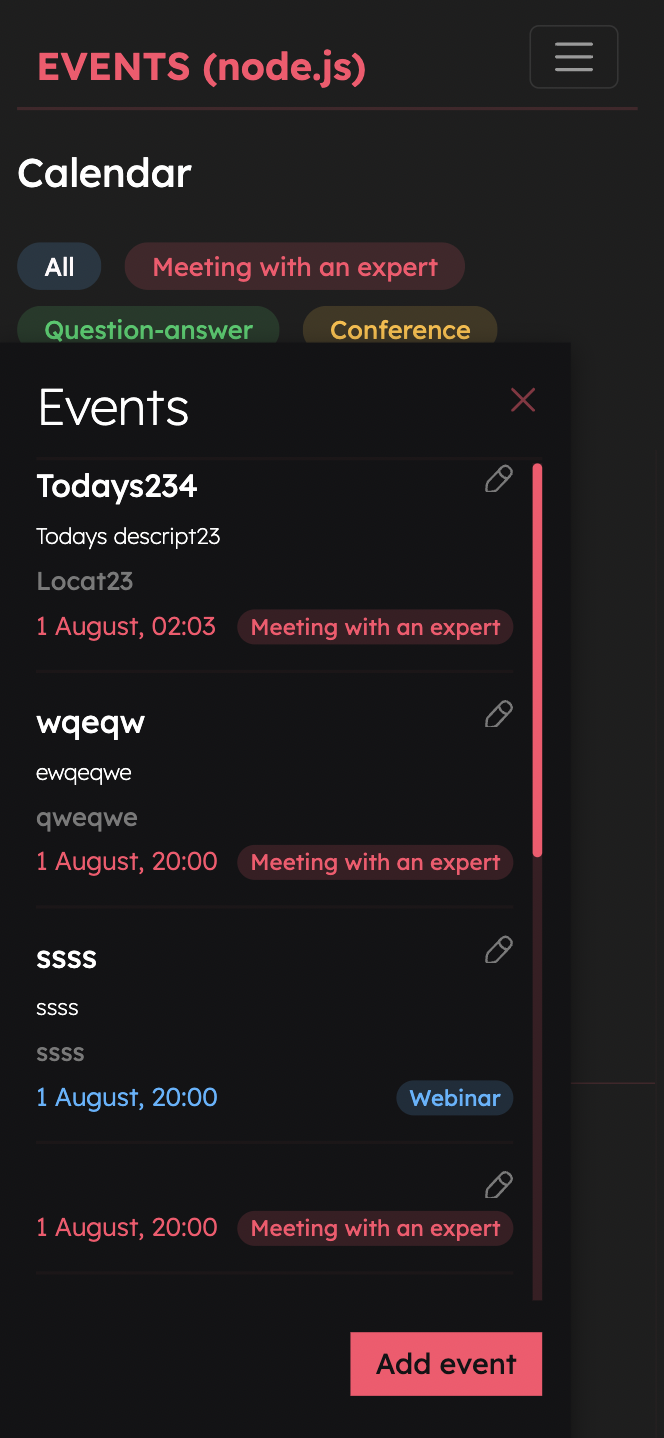 EVENTS (node.js)
Calendar
All Meeting with an expert
Question-answer Conference
Events
Todays234
Todays descript23
Locat23
1 August, 02:03 Meeting with an expert
wqeqw
ewqeqwe
qweqwe
1 August, 20:00 Meeting with an expert
ssss
ssss
ssss
1 August, 20:00 Webinar
1 August, 20:00 Meeting with an expert
Add event